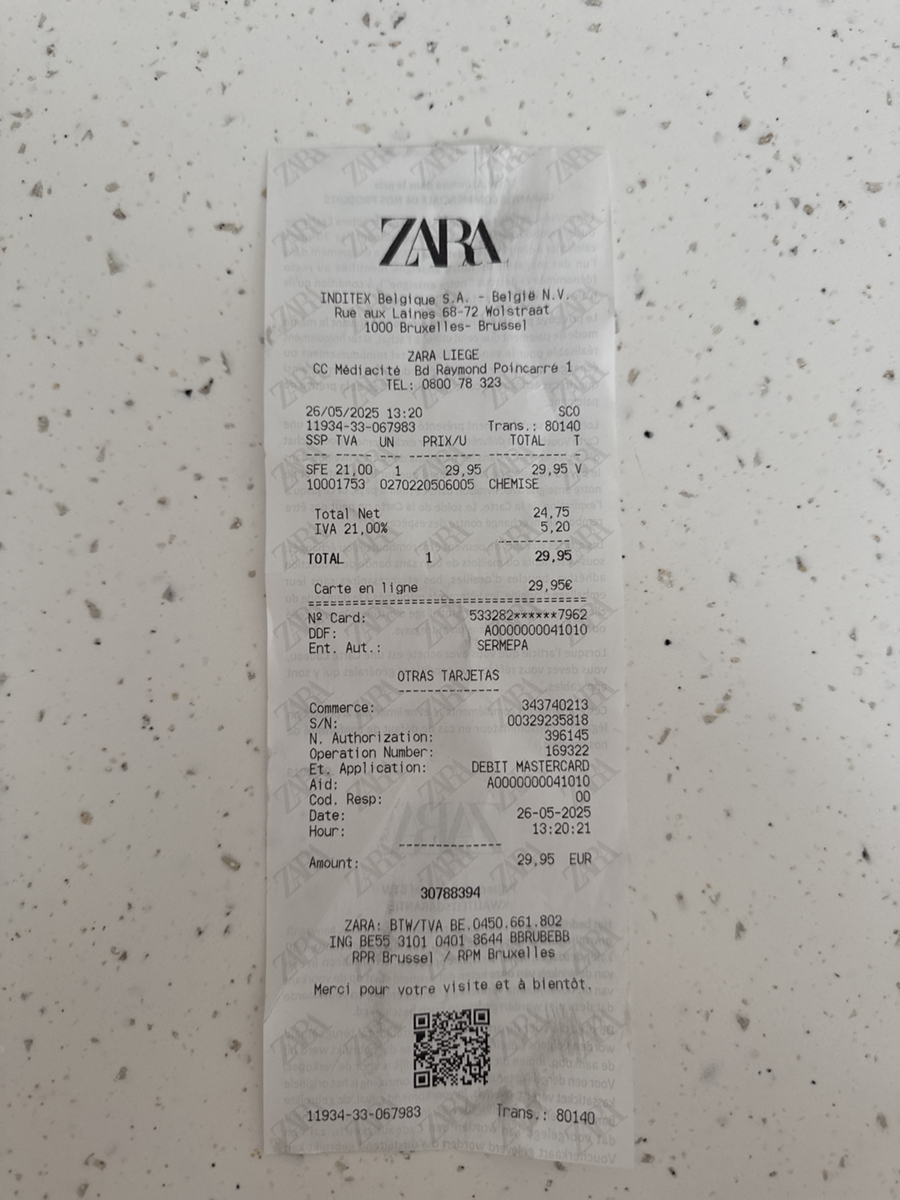 ZARA
INDITEX Belgique S.A. - België N.V.
Rue aux Laines 68-72 Wolstraat
1000 Bruxelles- Brussel
ZARA LIEGE
CC Médiacité Bd Raymond Poincarré 1
TEL: 0800 78 323
26/05/2025 13:20 SCO
11934-33-067983 Trans.: 80140
SSP TVA UN PRIX/U TOTAL T
--- ----- --- ---------- ----------- -
SFE 21,00 1 29,95 29,95 V
10001753 0270220506005 CHEMISE
Total Net 24,75
IVA 21,00% 5,20
----------
TOTAL 1 29,95
Carte en ligne 29,95€
========================================
Nº Card: 533282******7962
DDF: A0000000041010
Ent. Aut.: SERMEPA
OTRAS TARJETAS
--------------
Commerce: 343740213
S/N: 00329235818
N. Authorization: 396145
Operation Number: 169322
Et. Application: DEBIT MASTERCARD
Aid: A0000000041010
Cod. Resp: 00
Date: 26-05-2025
Hour: 13:20:21
--------------
Amount: 29,95 EUR
30788394
ZARA: BTW/TVA BE.0450.661.802
ING BE55 3101 0401 8644 BBRUBEBB
RPR Brussel / RPM Bruxelles
Merci pour votre visite et à bientôt.
11934-33-067983 Trans.: 80140